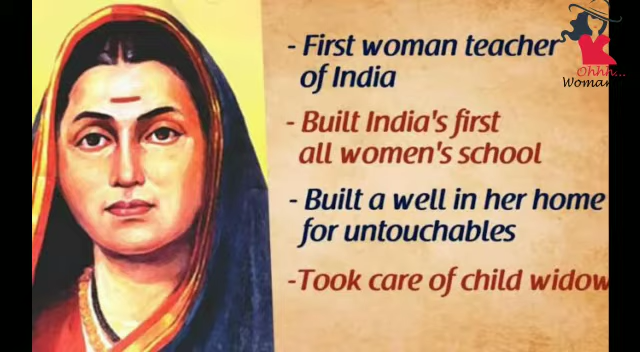 - First woman teacher
of India
- Built India's first
all women's school
- Built a well in her home
for untouchables
-Took care of child widow
Ohhh...
Woman